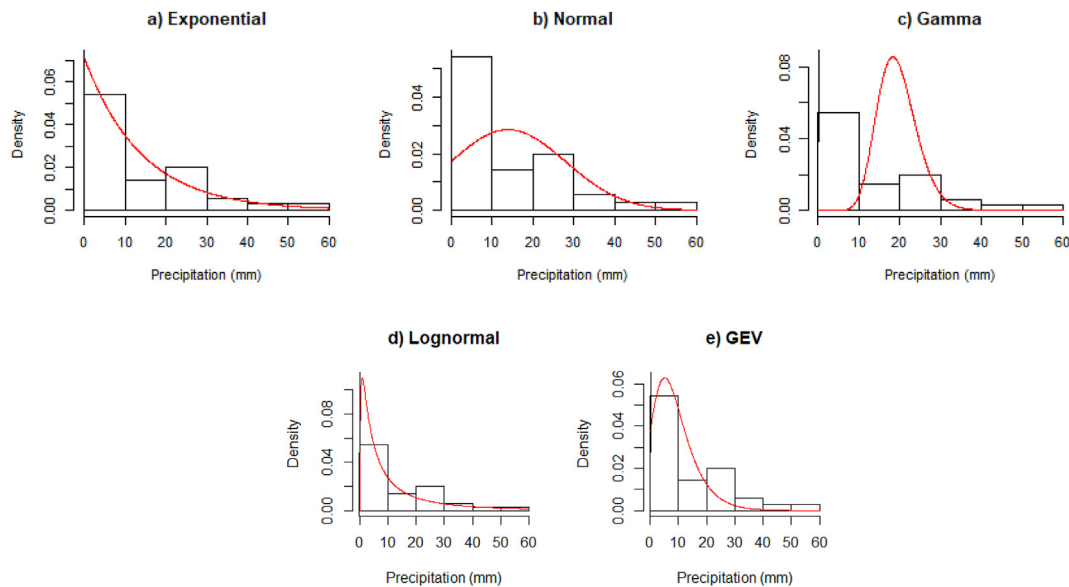 a) Exponential
b) Normal
c) Gamma
Density
0.00 0.02 0.04 0.06
0 10 20 30 40 50 60
Precipitation (mm)
Density
0.00 0.02 0.04
0 10 20 30 40 50 60
Precipitation (mm)
Density
0.00 0.04 0.08
0 10 20 30 40 50 60
Precipitation (mm)
d) Lognormal
e) GEV
Density
0.00 0.04 0.08
0 10 20 30 40 50 60
Precipitation (mm)
Density
0.00 0.02 0.04 0.06
0 10 20 30 40 50 60
Precipitation (mm)